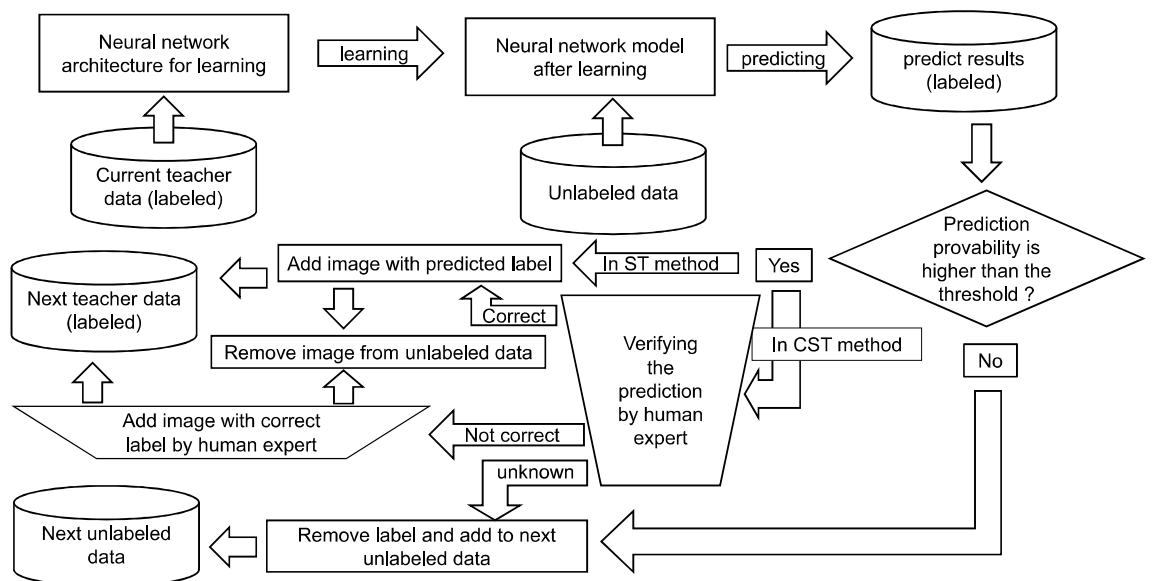 Neural network
architecture for learning
learning
Neural network model
after learning
predicting
predict results
(labeled)
Current teacher
data (labeled)
Unlabeled data
Prediction
provability is
higher than the
threshold ?
Add image with predicted label
In ST method
Yes
Next teacher data
(labeled)
Correct
Verifying
the
prediction
by human
expert
In CST method
No
Remove image from unlabeled data
Add image with correct
label by human expert
Not correct
unknown
Next unlabeled
data
Remove label and add to next
unlabeled data